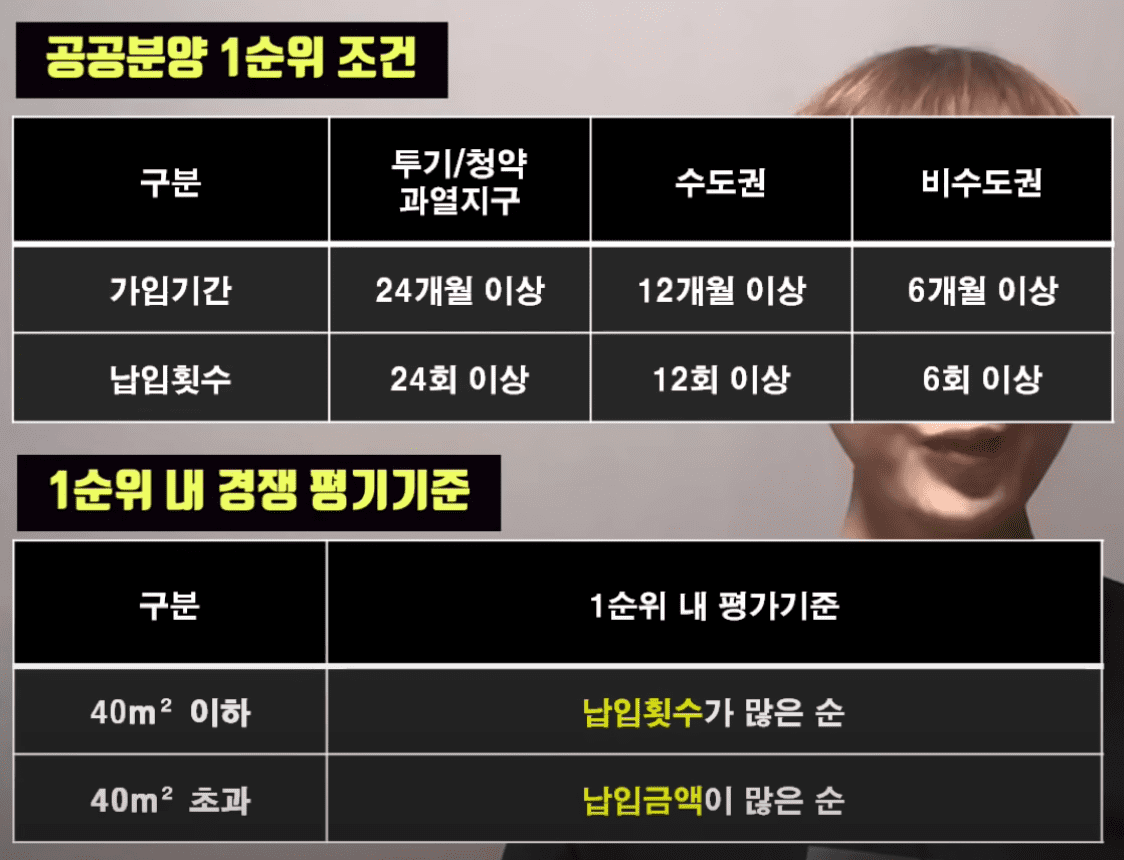 공공분양 1순위 조건
구분 투기/청약 과열지구 수도권 비수도권
가입기간 24개월 이상 12개월 이상 6개월 이상
납입횟수 24회 이상 12회 이상 6회 이상
1순위 내 경쟁 평기기준
구분 1순위 내 평가기준
40m² 이하 납입횟수가 많은 순
40m² 초과 납입금액이 많은 순